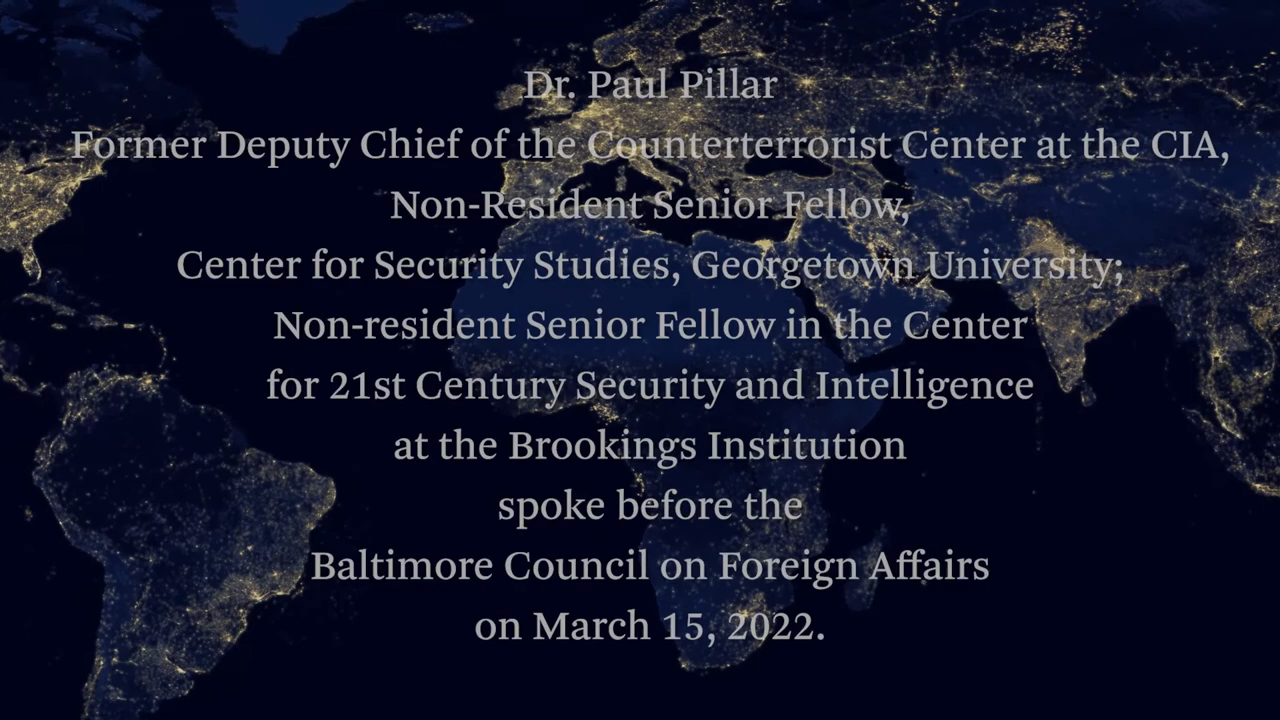 Dr. Paul Pillar
Former Deputy Chief of the Counterterrorist Center at the CIA,
Non-Resident Senior Fellow,
Center for Security Studies, Georgetown University;
Non-resident Senior Fellow in the Center
for 21st Century Security and Intelligence
at the Brookings Institution
spoke before the
Baltimore Council on Foreign Affairs
on March 15, 2022.